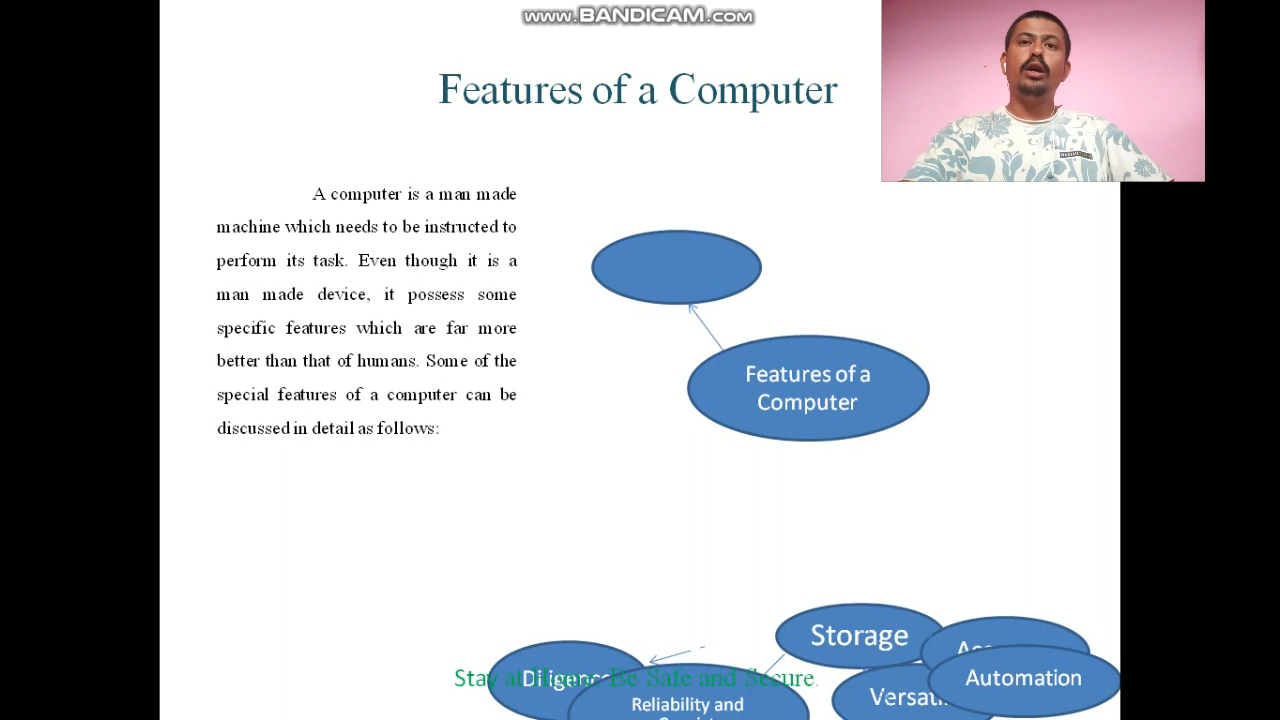 www.BANDICAM.com
Features of a Computer
A computer is a man made
machine which needs to be instructed to
perform its task. Even though it is a
man made device, it possess some
specific features which are far more
better than that of humans. Some of the
special features of a computer can be
discussed in detail as follows:
Features of a
Computer
Storage
Automation
Stay at Home Be Safe and Secure.
Reliability and